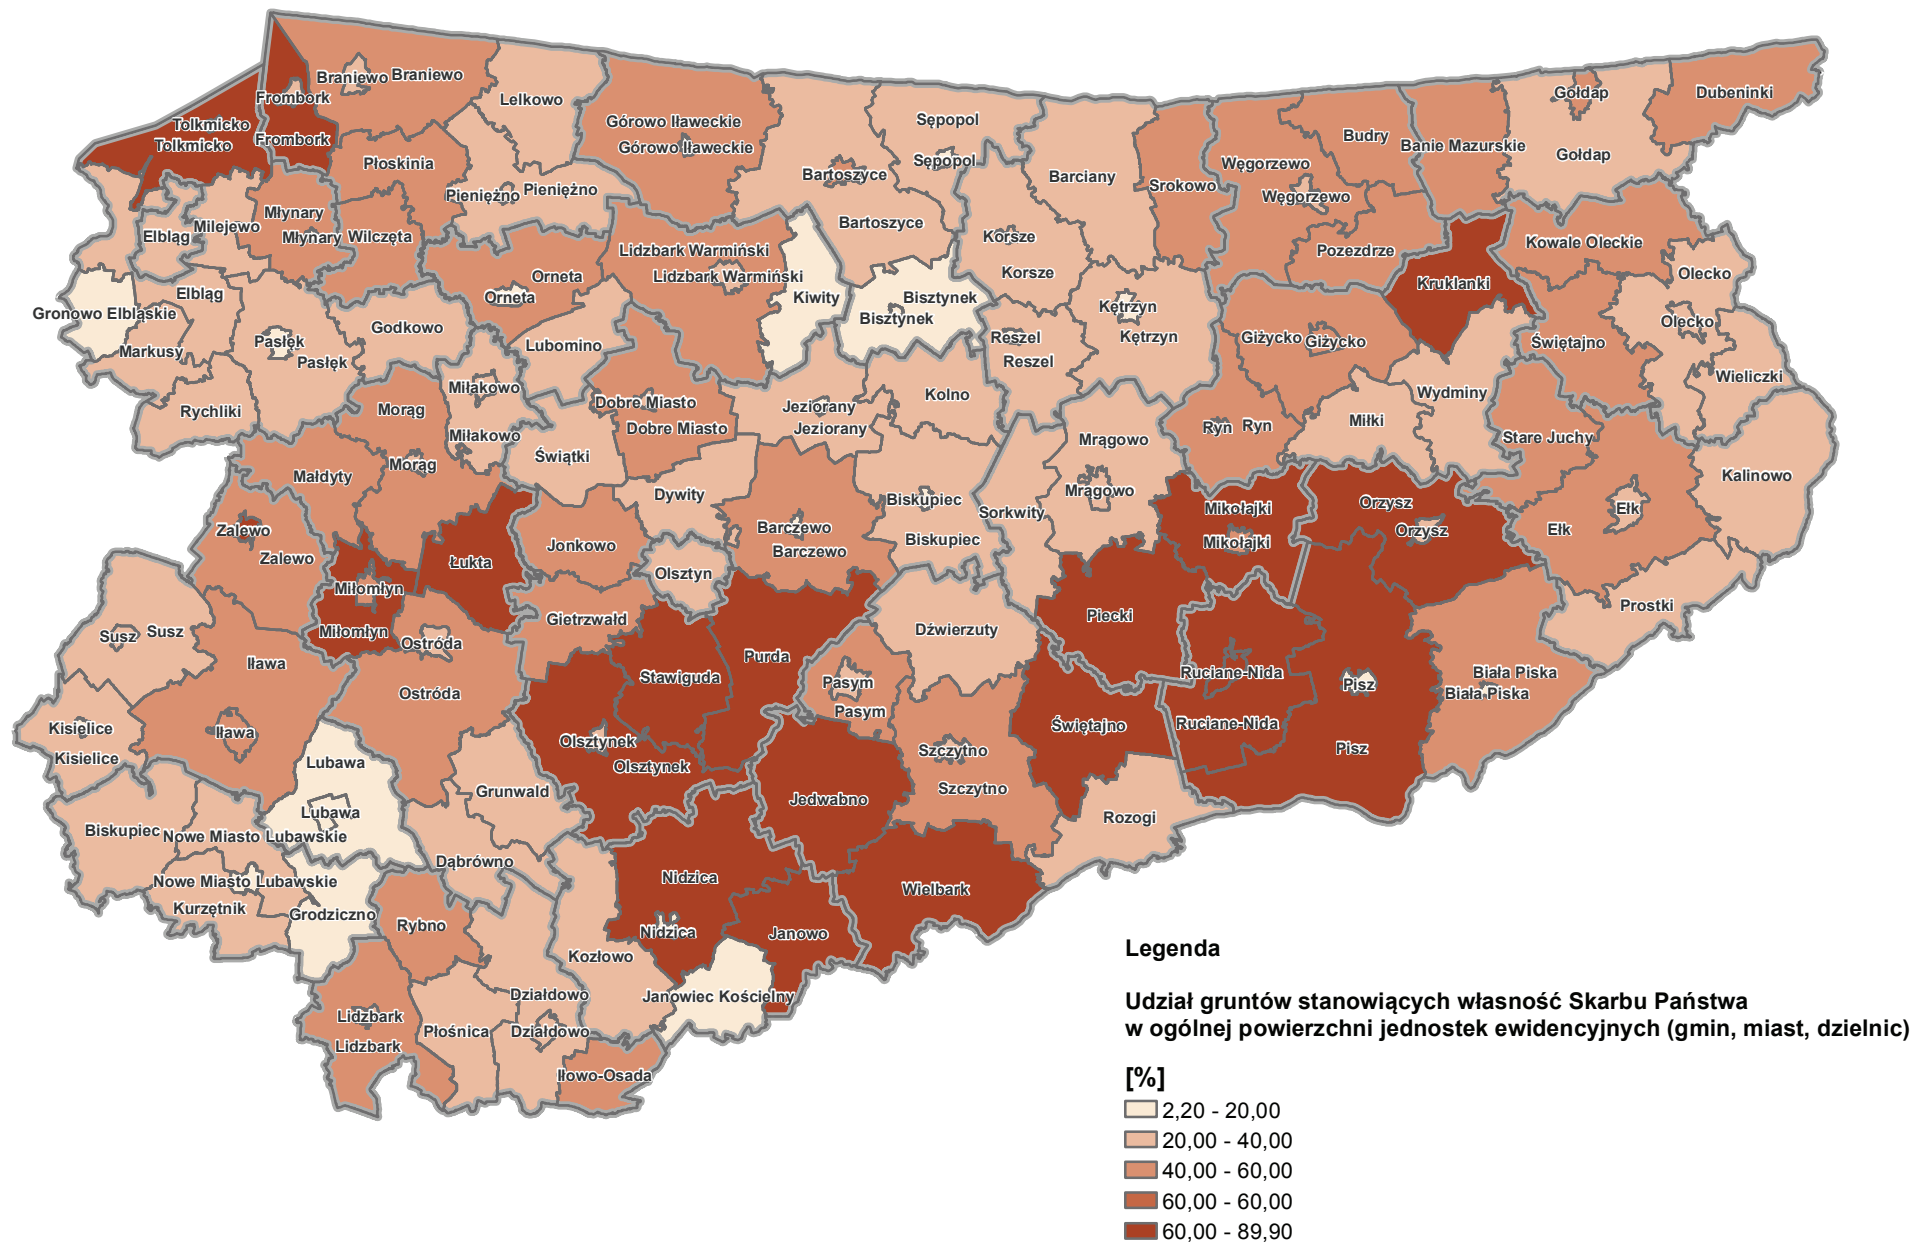 Braniewo Braniewo
Lelkowo
Frombork
Frombork
Tolkmicko
Tolkmicko
Górowo Iławeckie
Górowo Iławeckie
Sępopol
Sępopol
Bartoszyce
Bartoszyce
Barciany
Srokowo
Węgorzewo
Węgorzewo
Budry
Banie Mazurskie
Gołdap
Gołdap
Dubeninki
Płoskinia
Pieniężno
Pieniężno
Młynary
Młynary
Wilczęta
Milejewo
Elbląg
Elbląg
Gronowo Elbląskie
Markusy
Pasłęk
Pasłęk
Rychliki
Godkowo
Orneta
Orneta
Lubomino
Lidzbark Warmiński
Lidzbark Warmiński
Kiwity
Bisztynek
Bisztynek
Korsze
Korsze
Reszel
Reszel
Kętrzyn
Kętrzyn
Pozezdrze
Kruklanki
Kowale Oleckie
Olecko
Olecko
Świętajno
Wieliczki
Giżycko
Giżycko
Wydminy
Miłki
Ryn
Ryn
Stare Juchy
Kalinowo
Ełk
Ełk
Prostki
Miłakowo
Miłakowo
Morąg
Morąg
Małdyty
Świątki
Dobre Miasto
Dobre Miasto
Jeziorany
Jeziorany
Kolno
Biskupiec
Biskupiec
Mrągowo
Mrągowo
Sorkwity
Mikołajki
Mikołajki
Orzysz
Orzysz
Zalewo
Zalewo
Łukta
Miłomłyn
Miłomłyn
Jonkowo
Dywity
Barczewo
Barczewo
Olsztyn
Gietrzwałd
Ostróda
Ostróda
Susz
Susz
Iława
Iława
Kisielice
Kisielice
Stawiguda
Purda
Pasym
Pasym
Dźwierzuty
Piecki
Ruciane-Nida
Ruciane-Nida
Pisz
Pisz
Biała Piska
Biała Piska
Świętajno
Olsztynek
Olsztynek
Szczytno
Szczytno
Jedwabno
Rozogi
Lubawa
Lubawa
Grunwald
Dąbrówno
Biskupiec
Nowe Miasto Lubawskie
Nowe Miasto Lubawskie
Kurzętnik
Grodziczno
Rybno
Nidzica
Nidzica
Wielbark
Janowo
Kozłowo
Janowiec Kościelny
Działdowo
Działdowo
Płośnica
Lidzbark
Lidzbark
Iłowo-Osada
Legenda
Udział gruntów stanowiących własność Skarbu Państwa
w ogólnej powierzchni jednostek ewidencyjnych (gmin, miast, dzielnic)
[%]
2,20 - 20,00
20,00 - 40,00
40,00 - 60,00
60,00 - 60,00
60,00 - 89,90